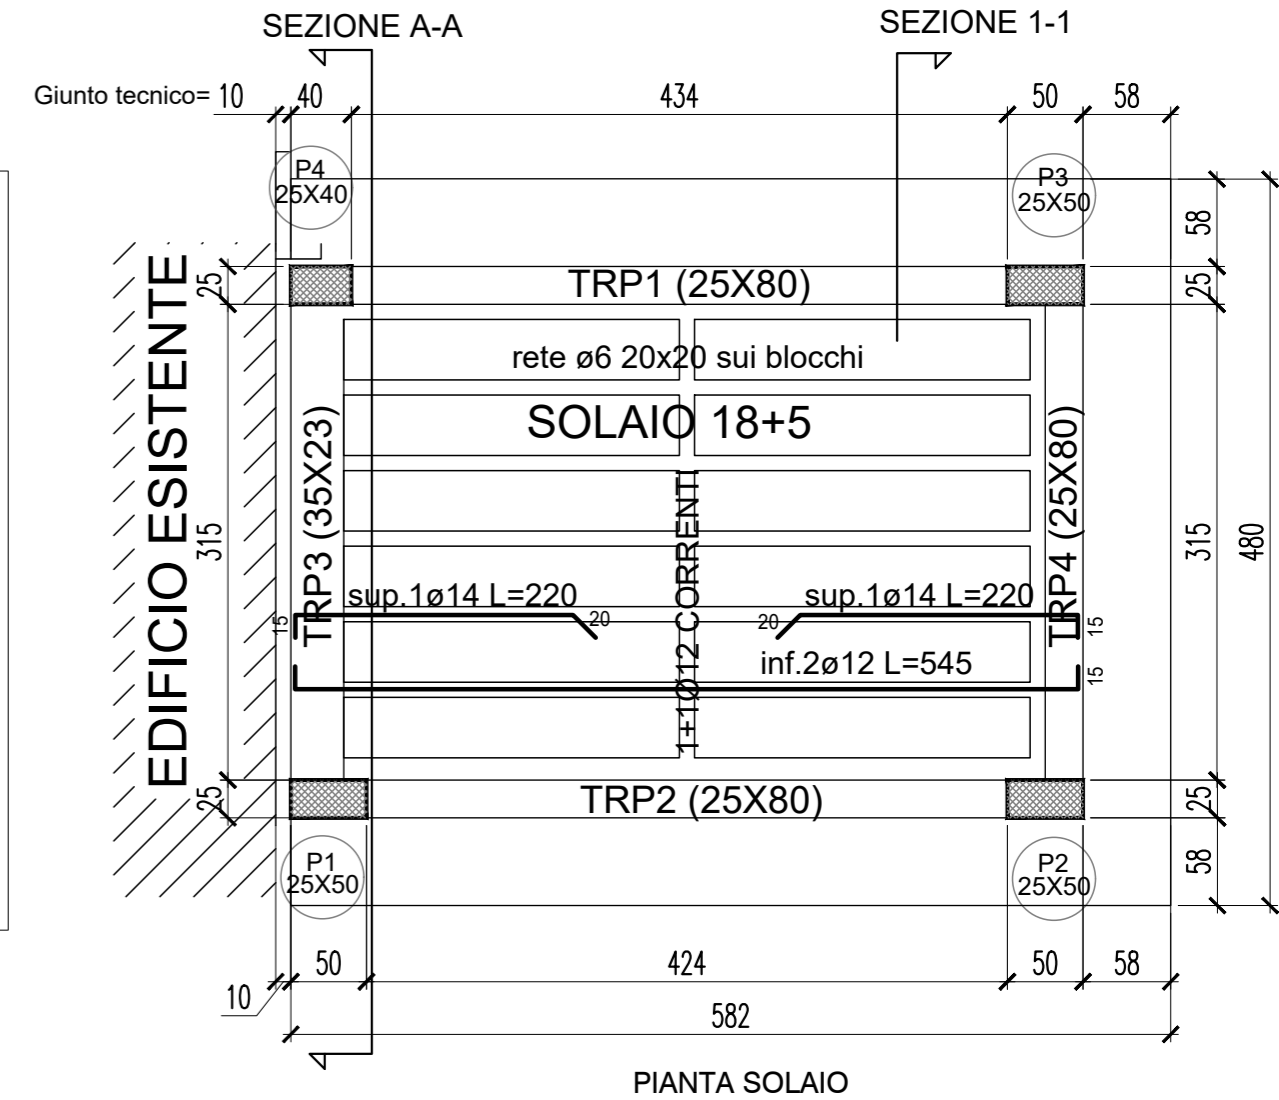 SEZIONE A-A
SEZIONE 1-1
Giunto tecnico= 10
40
434
50
58
P4
25X40
P3
25X50
58
25
TRP1 (25X80)
25
rete ø6 20x20 sui blocchi
SOLAIO 18+5
EDIFICIO ESISTENTE
315
TRP3 (35X23)
1+1Ø12 CORRENTI
TRP4 (25X80)
315
480
sup.1ø14 L=220
sup.1ø14 L=220
15
20
20
15
inf.2ø12 L=545
15
25
TRP2 (25X80)
25
P1
25X50
P2
25X50
58
50
424
50
58
10
582
PIANTA SOLAIO